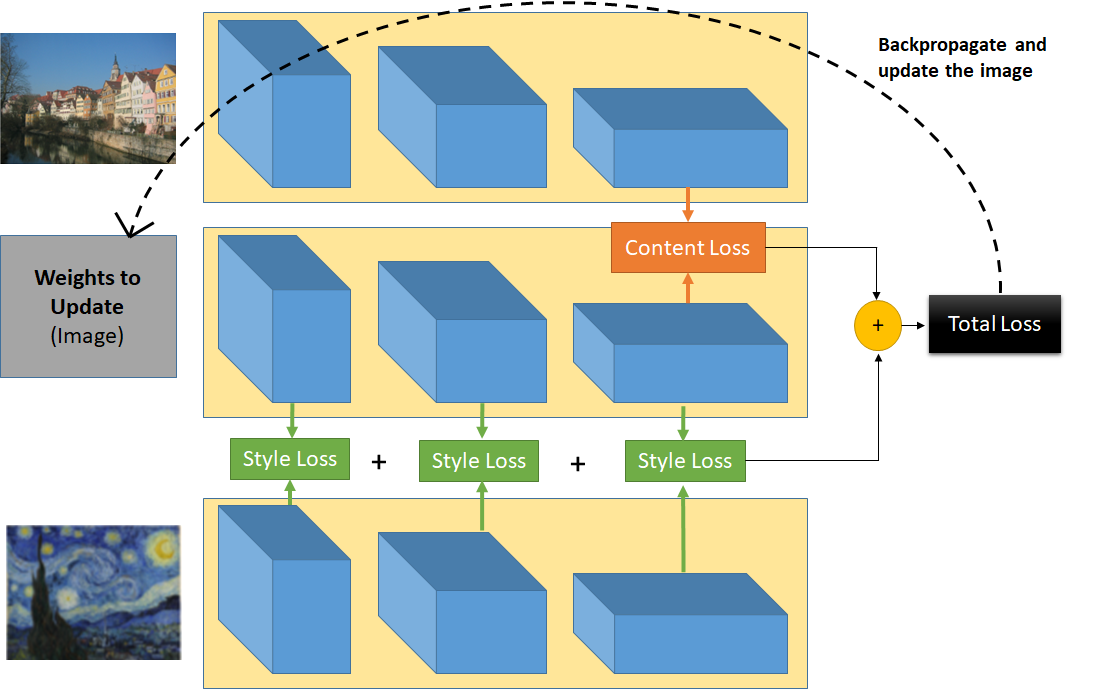 Backpropagate and
update the image
Content Loss
Weights to
Update
(Image)
+
Total Loss
Style Loss + Style Loss + Style Loss